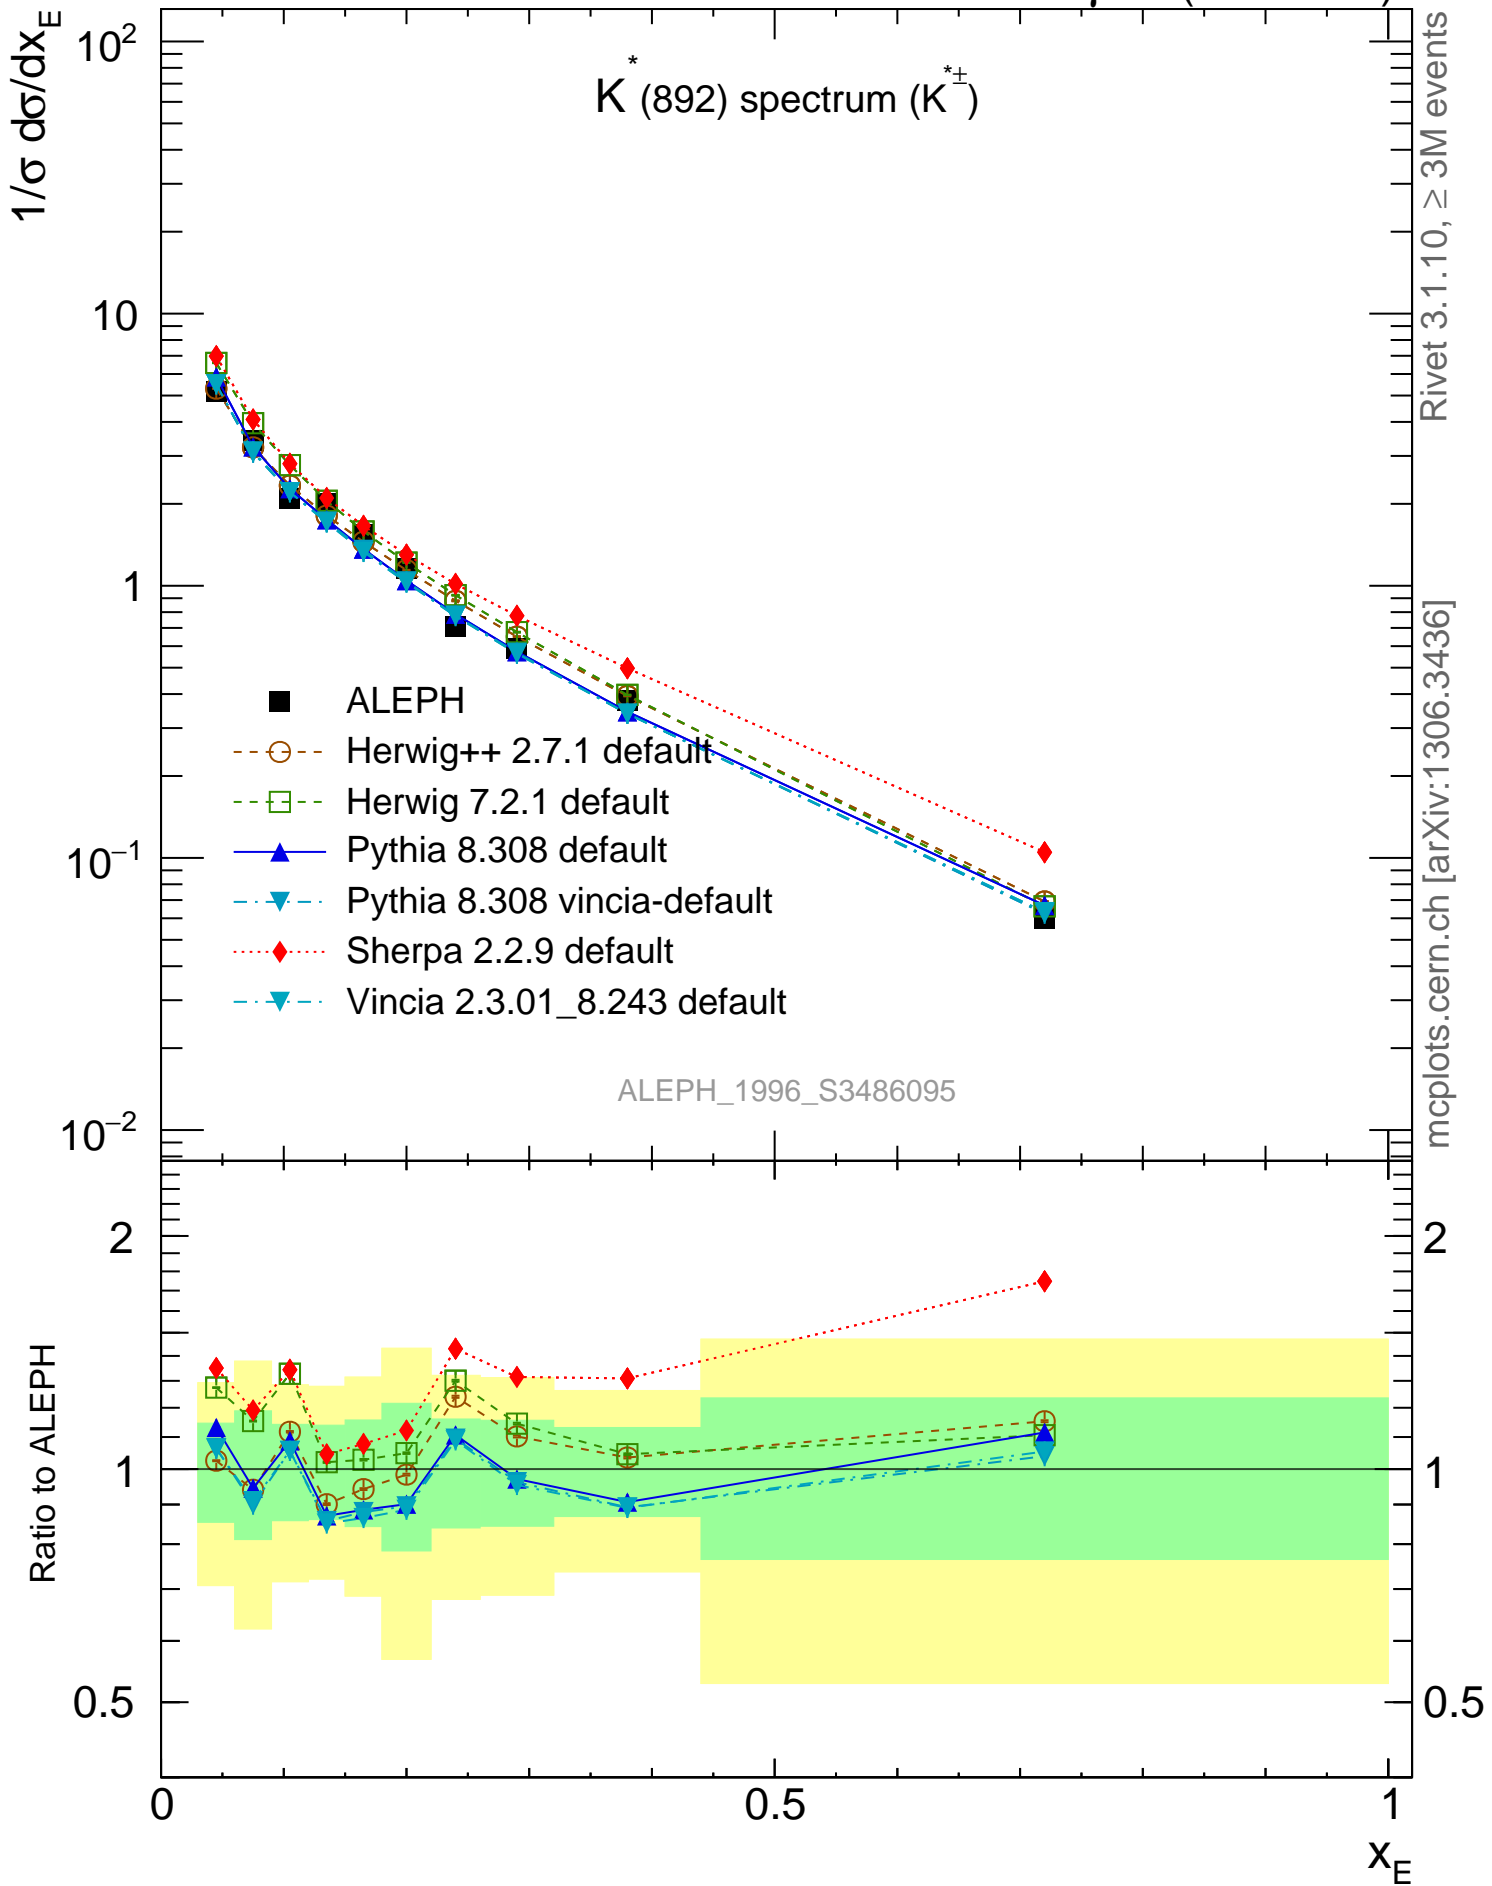 1/σ dσ/dx_E
K*(892) spectrum (K*±)
10²
10
1
10⁻¹
10⁻²
ALEPH
Herwig++ 2.7.1 default
Herwig 7.2.1 default
Pythia 8.308 default
Pythia 8.308 vincia-default
Sherpa 2.2.9 default
Vincia 2.3.01_8.243 default
ALEPH_1996_S3486095
Rivet 3.1.10, ≥ 3M events
mcplots.cern.ch [arXiv:1306.3436]
Ratio to ALEPH
2
1
0.5
2
1
0.5
0
0.5
1
x_E